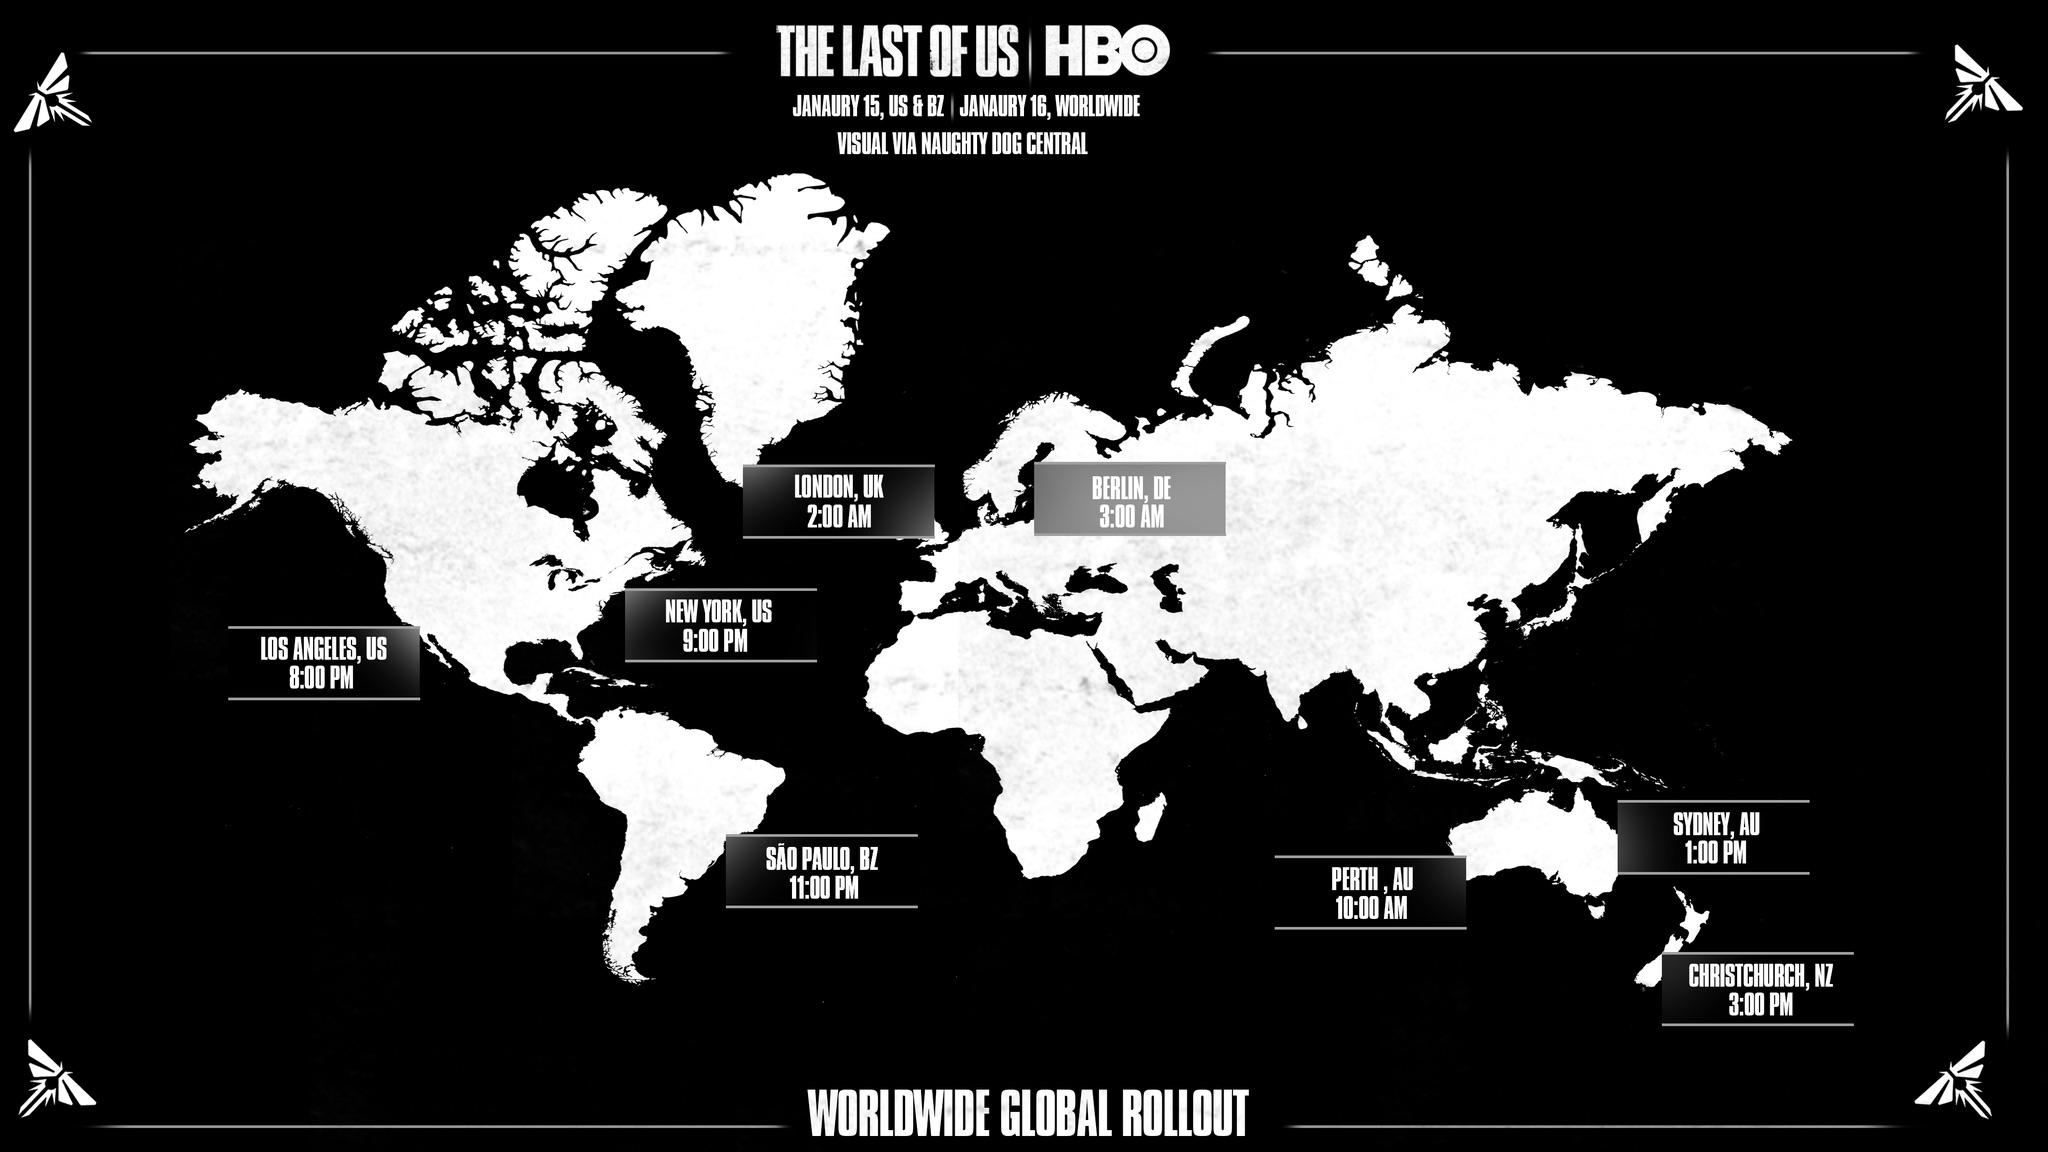 THE LAST OF US | HBO
JANAURY 15, US & BZ | JANAURY 16, WORLDWIDE
VISUAL VIA NAUGHTY DOG CENTRAL
LONDON, UK
2:00 AM
BERLIN, DE
3:00 AM
NEW YORK, US
9:00 PM
LOS ANGELES, US
8:00 PM
SÃO PAULO, BZ
11:00 PM
SYDNEY, AU
1:00 PM
PERTH , AU
10:00 AM
CHRISTCHURCH, NZ
3:00 PM
WORLDWIDE GLOBAL ROLLOUT